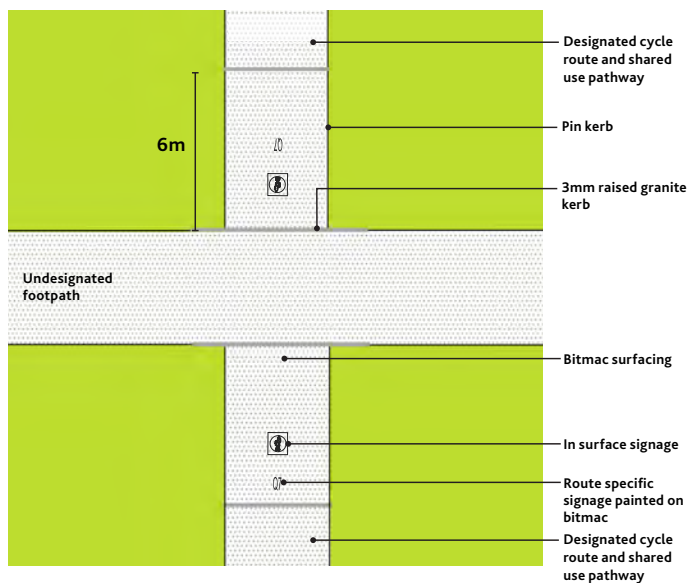 Designated cycle
route and shared
use pathway
Pin kerb
6m
3mm raised granite
kerb
Undesignated
footpath
Bitmac surfacing
In surface signage
Route specific
signage painted on
bitmac
Designated cycle
route and shared
use pathway